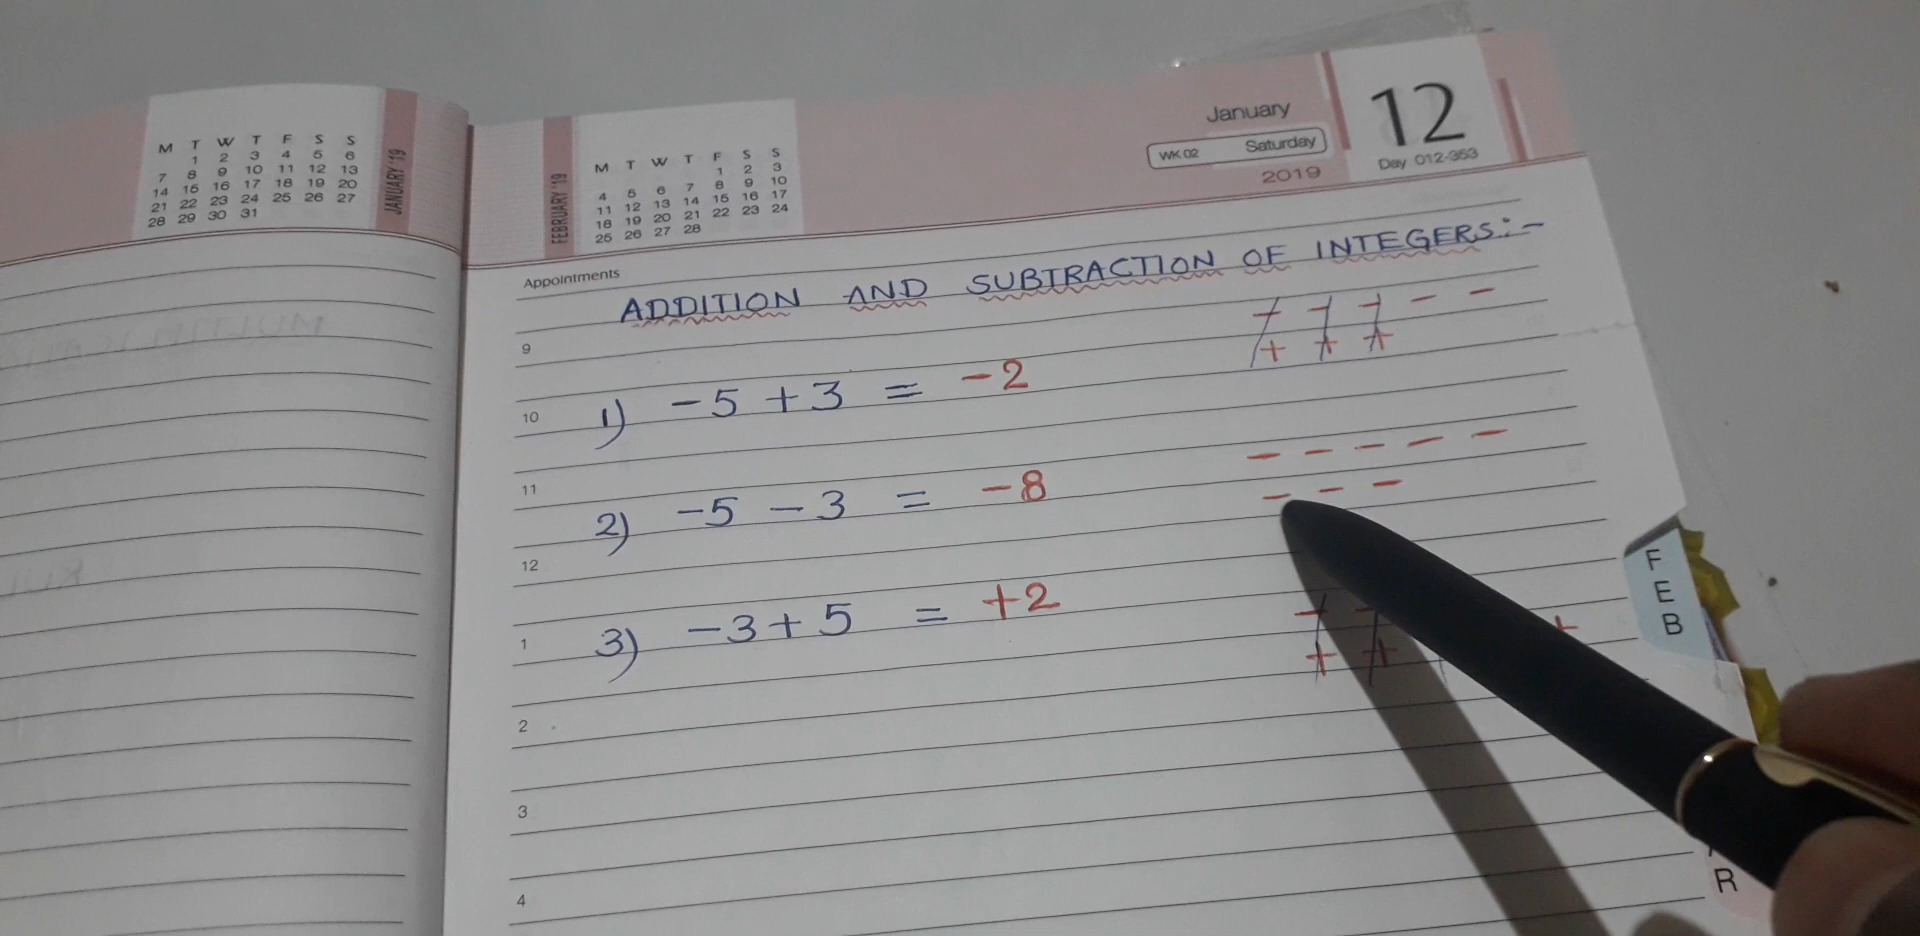 M T W T F S S
1 2 3 4 5 6
7 8 9 10 11 12 13
14 15 16 17 18 19 20
21 22 23 24 25 26 27
28 29 30 31
JANUARY '19
FEBRUARY '19
M T W T F S S
1 2 3
4 5 6 7 8 9 10
11 12 13 14 15 16 17
18 19 20 21 22 23 24
25 26 27 28
January
WK 02 Saturday
2019
12
Day 012-353
Appointments
ADDITION AND SUBTRACTION OF INTEGERS:-
− − − − −
9
+ + +
10 1) -5 + 3 = -2
− − − − −
11
− − −
2) -5 - 3 = -8
12
3) -3 + 5 = +2
1
+ +
2
3
4
F
E
B
R